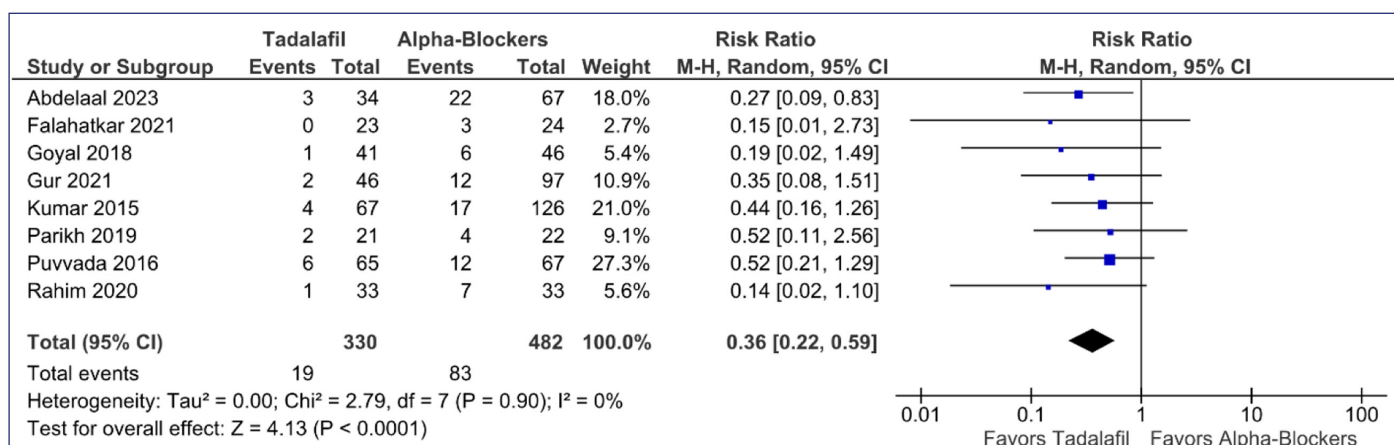 Tadalafil Alpha-Blockers Risk Ratio Risk Ratio
Study or Subgroup Events Total Events Total Weight M-H, Random, 95% CI M-H, Random, 95% CI
Abdelaal 2023 3 34 22 67 18.0% 0.27 [0.09, 0.83]
Falahatkar 2021 0 23 3 24 2.7% 0.15 [0.01, 2.73]
Goyal 2018 1 41 6 46 5.4% 0.19 [0.02, 1.49]
Gur 2021 2 46 12 97 10.9% 0.35 [0.08, 1.51]
Kumar 2015 4 67 17 126 21.0% 0.44 [0.16, 1.26]
Parikh 2019 2 21 4 22 9.1% 0.52 [0.11, 2.56]
Puvvada 2016 6 65 12 67 27.3% 0.52 [0.21, 1.29]
Rahim 2020 1 33 7 33 5.6% 0.14 [0.02, 1.10]
Total (95% CI) 330 482 100.0% 0.36 [0.22, 0.59]
Total events 19 83
Heterogeneity: Tau² = 0.00; Chi² = 2.79, df = 7 (P = 0.90); I² = 0%
Test for overall effect: Z = 4.13 (P < 0.0001)
0.01 0.1 1 10 100
Favors Tadalafil Favors Alpha-Blockers